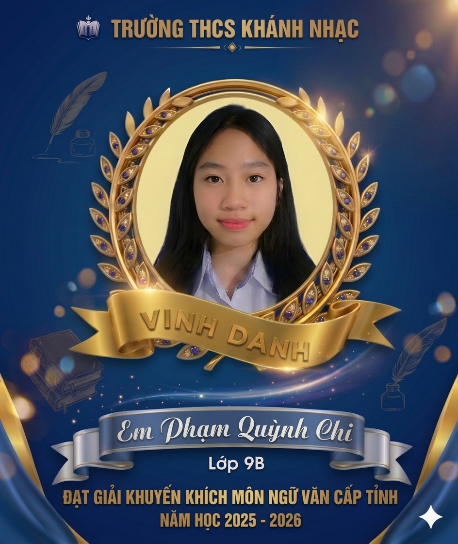 TRƯỜNG THCS KHÁNH NHẠC
VINH DANH
Em Phạm Quỳnh Chi
Lớp 9B
ĐẠT GIẢI KHUYẾN KHÍCH MÔN NGỮ VĂN CẤP TỈNH
NĂM HỌC 2025 - 2026